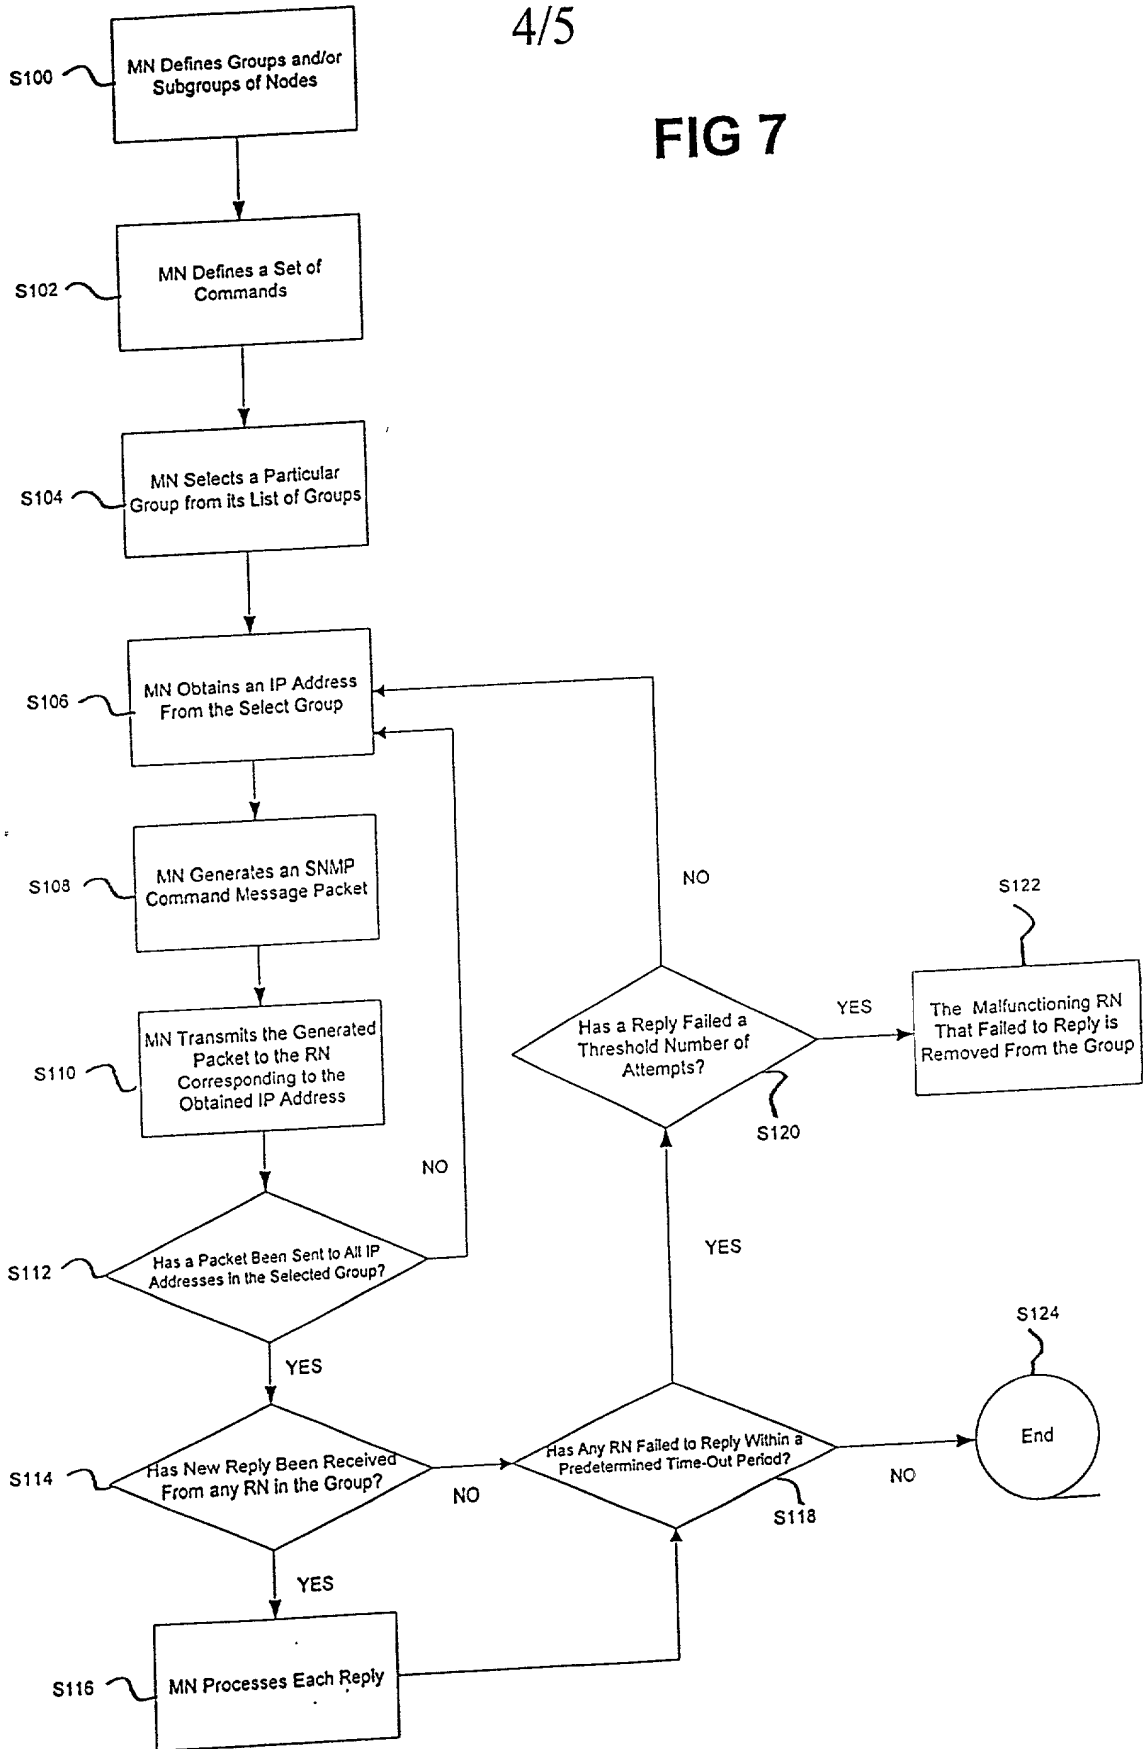 4/5
FIG 7
S100
MN Defines Groups and/or
Subgroups of Nodes
S102
MN Defines a Set of
Commands
S104
MN Selects a Particular
Group from its List of Groups
S106
MN Obtains an IP Address
From the Select Group
S108
MN Generates an SNMP
Command Message Packet
S110
MN Transmits the Generated
Packet to the RN
Corresponding to the
Obtained IP Address
NO
S112
Has a Packet Been Sent to All IP
Addresses in the Selected Group?
YES
S114
Has New Reply Been Received
From any RN in the Group?
NO
YES
S116
MN Processes Each Reply
Has Any RN Failed to Reply Within a
Predetermined Time-Out Period?
S118
NO
S124
End
YES
Has a Reply Failed a
Threshold Number of
Attempts?
S120
NO
YES
S122
The Malfunctioning RN
That Failed to Reply is
Removed From the Group